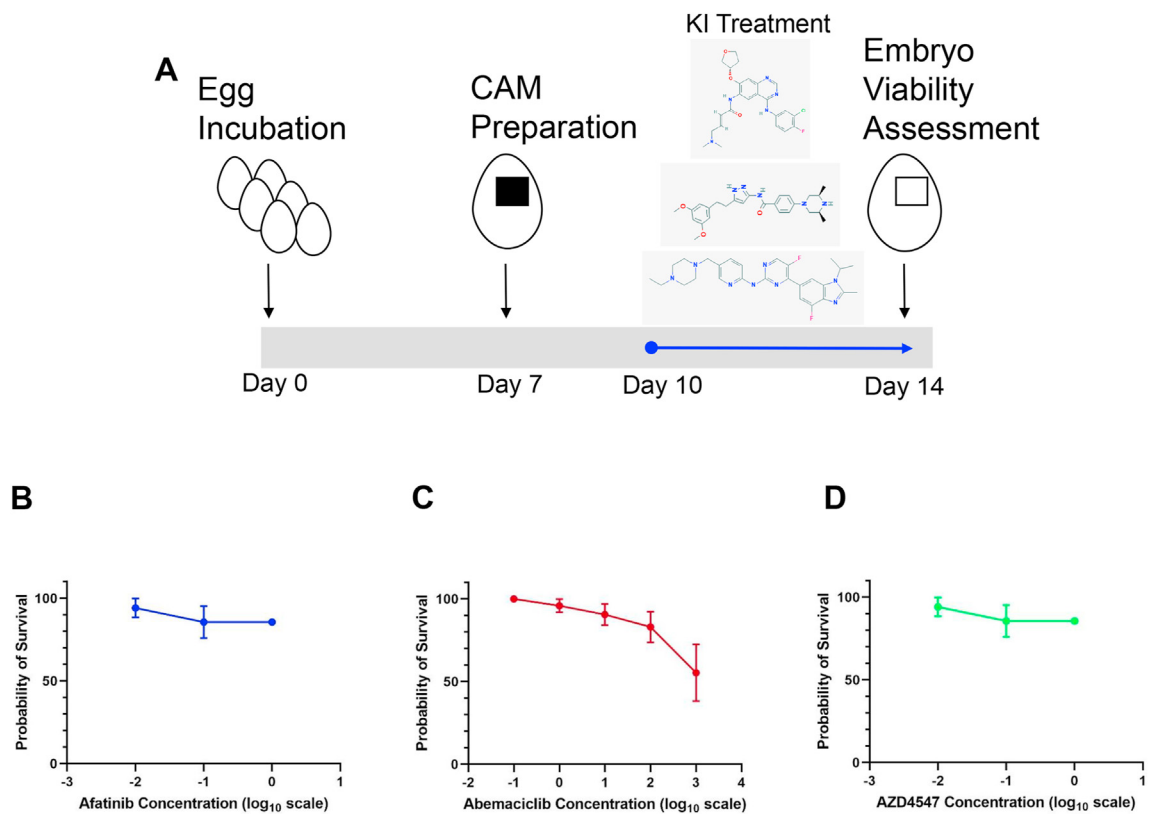 A
Egg
Incubation
CAM
Preparation
KI Treatment
Embryo
Viability
Assessment
Day 0
Day 7
Day 10
Day 14
B
Probability of Survival
100
50
0
-3
-2
-1
0
1
Afatinib Concentration (log10 scale)
C
Probability of Survival
100
50
0
-2
-1
0
1
2
3
4
Abemaciclib Concentration (log10 scale)
D
Probability of Survival
100
50
0
-3
-2
-1
0
1
AZD4547 Concentration (log10 scale)